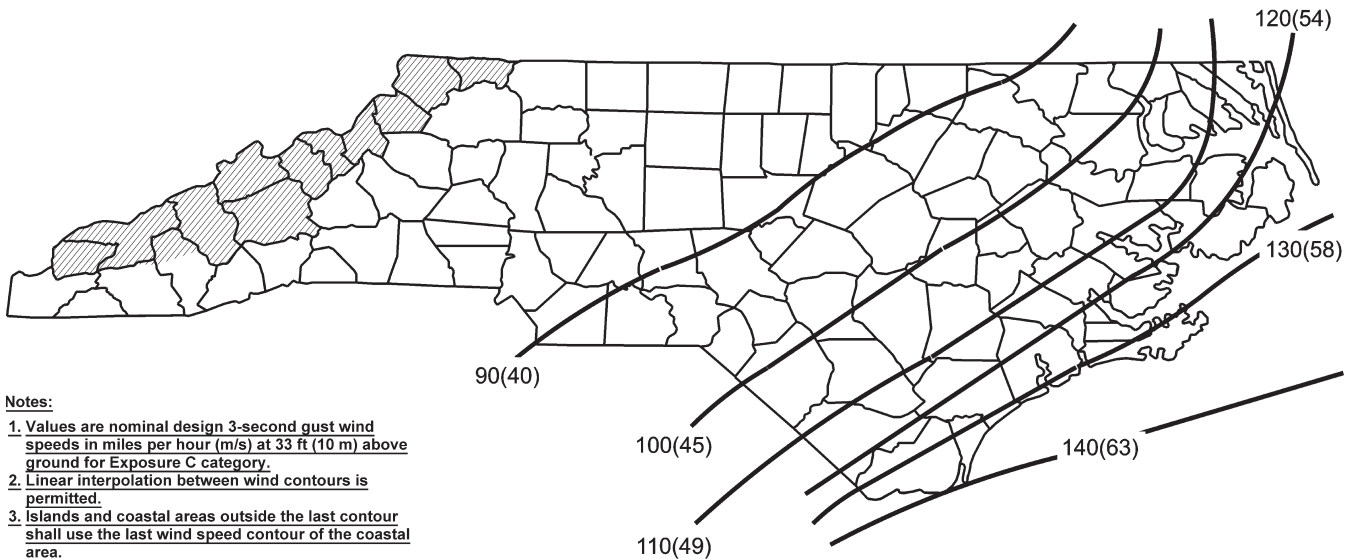 120(54)
130(58)
90(40)
100(45)
140(63)
110(49)
Notes:
1. Values are nominal design 3-second gust wind
speeds in miles per hour (m/s) at 33 ft (10 m) above
ground for Exposure C category.
2. Linear interpolation between wind contours is
permitted.
3. Islands and coastal areas outside the last contour
shall use the last wind speed contour of the coastal
area.